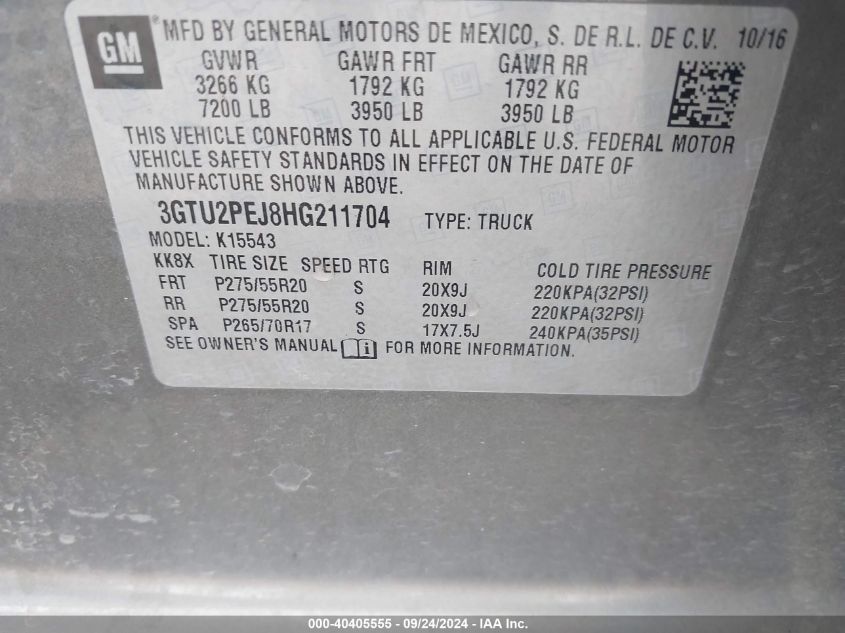 GM
®MFD BY GENERAL MOTORS DE MEXICO, S. DE R.L. DE C.V. 10/16
GVWR GAWR FRT GAWR RR
3266 KG 1792 KG 1792 KG
7200 LB 3950 LB 3950 LB
THIS VEHICLE CONFORMS TO ALL APPLICABLE U.S. FEDERAL MOTOR
VEHICLE SAFETY STANDARDS IN EFFECT ON THE DATE OF
MANUFACTURE SHOWN ABOVE.
3GTU2PEJ8HG211704 TYPE: TRUCK
MODEL: K15543
KK8X TIRE SIZE SPEED RTG RIM COLD TIRE PRESSURE
FRT P275/55R20 S 20X9J 220KPA(32PSI)
RR P275/55R20 S 20X9J 220KPA(32PSI)
SPA P265/70R17 S 17X7.5J 240KPA(35PSI)
SEE OWNER'S MANUAL i FOR MORE INFORMATION.
000-40405555 - 09/24/2024 - IAA Inc.